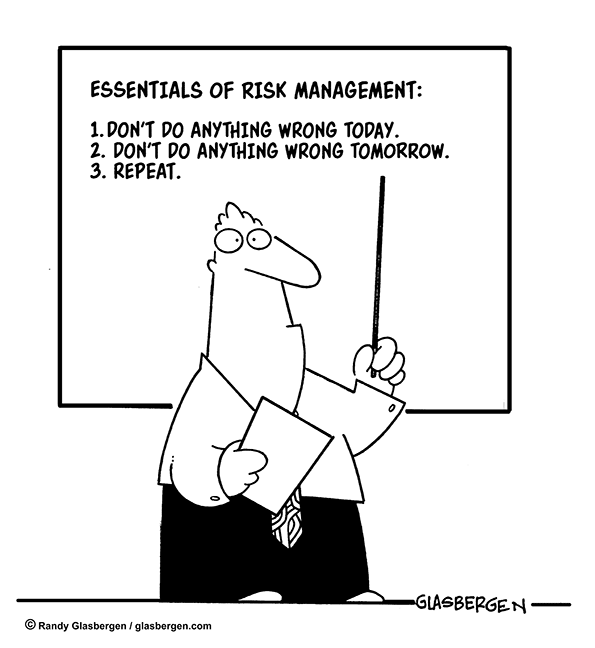 ESSENTIALS OF RISK MANAGEMENT:
1. DON'T DO ANYTHING WRONG TODAY.
2. DON'T DO ANYTHING WRONG TOMORROW.
3. REPEAT.
GLASBERGEN
© Randy Glasbergen / glasbergen.com